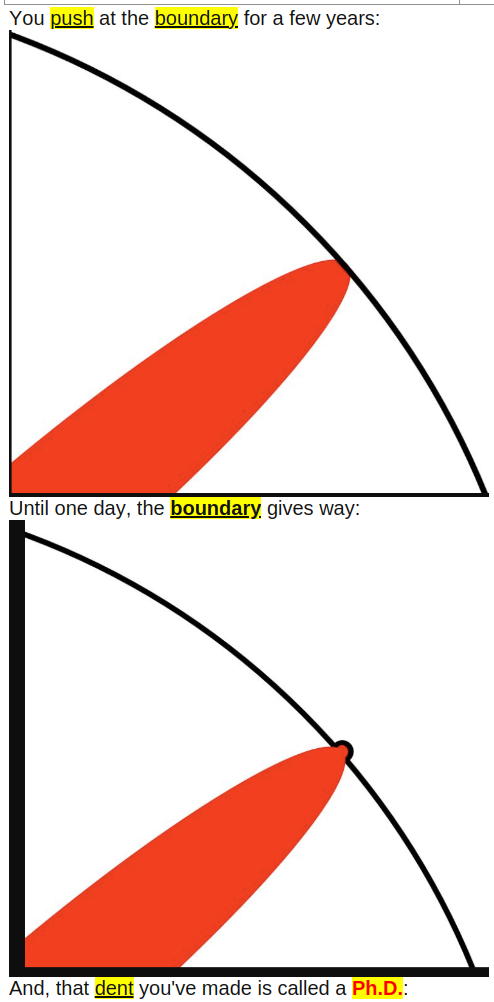 You push at the boundary for a few years:
Until one day, the boundary gives way:
And, that dent you've made is called a Ph.D.: